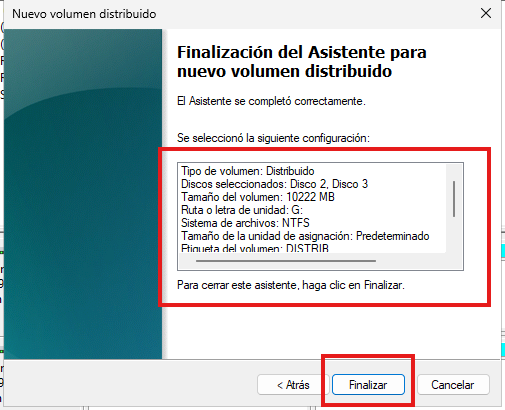 Nuevo volumen distribuido
Finalización del Asistente para
nuevo volumen distribuido
El Asistente se completó correctamente.
Se seleccionó la siguiente configuración:
Tipo de volumen: Distribuido
Discos seleccionados: Disco 2, Disco 3
Tamaño del volumen: 10222 MB
Ruta o letra de unidad: G:
Sistema de archivos: NTFS
Tamaño de la unidad de asignación: Predeterminado
Etiqueta del volumen: DISTRIB
Para cerrar este asistente, haga clic en Finalizar.
< Atrás
Finalizar
Cancelar